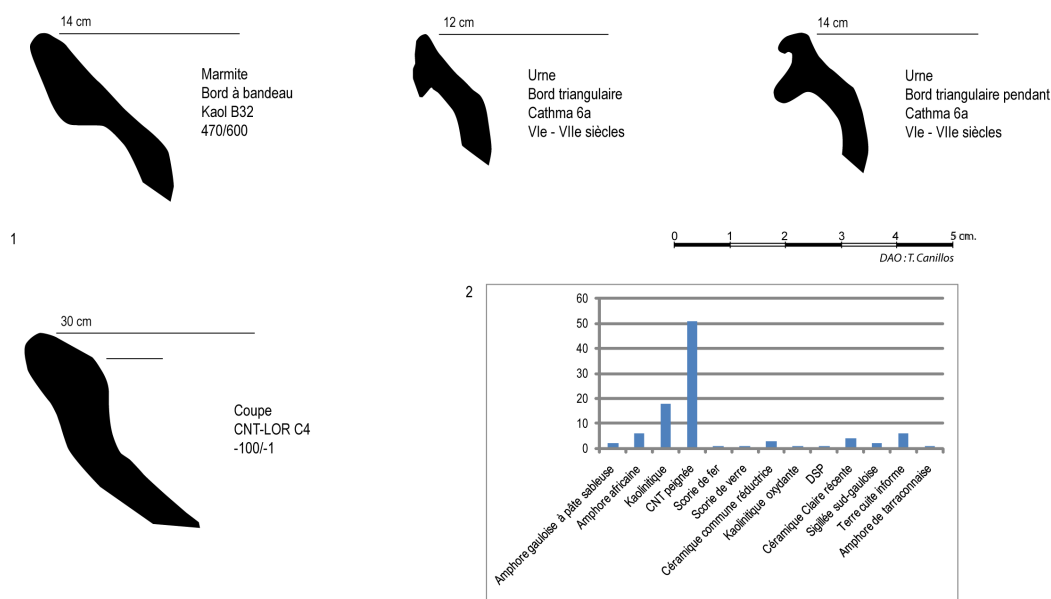 14 cm
Marmite
Bord à bandeau
Kaol B32
470/600
12 cm
Urne
Bord triangulaire
Cathma 6a
VIe - VIIe siècles
14 cm
Urne
Bord triangulaire pendant
Cathma 6a
VIe - VIIe siècles
1
0 1 2 3 4 5 cm.
DAO : T. Canillos
30 cm
Coupe
CNT-LOR C4
-100/-1
2
60
50
40
30
20
10
0
Amphore gauloise à pâte sableuse
Amphore africaine
Kaolinitique
CNT peignée
Scorie de fer
Scorie de verre
Céramique commune réductrice
Kaolinitique oxydante
DSP
Céramique Claire récente
Sigillée sud-gauloise
Terre cuite informe
Amphore de tarraconnaise